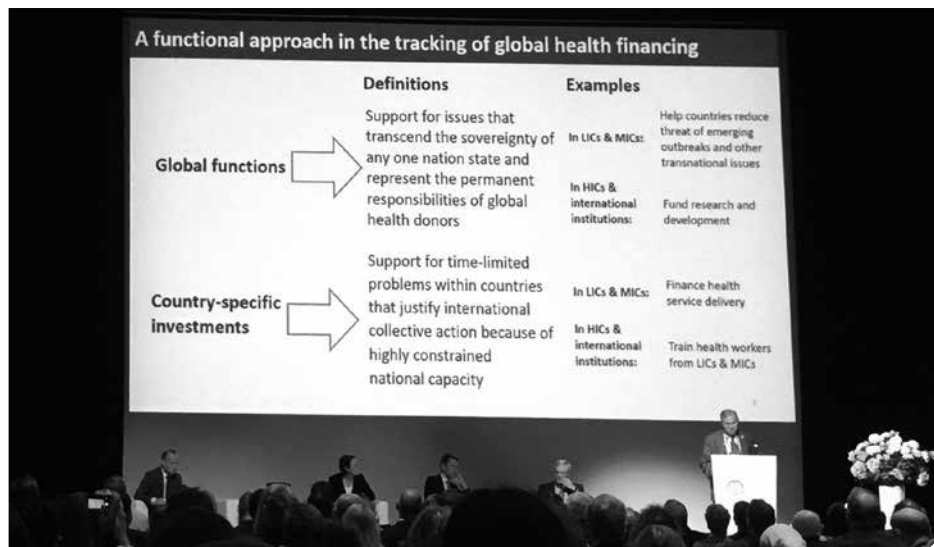 A functional approach in the tracking of global health financing
Definitions
Examples
Global functions
Support for issues that
transcend the sovereignty of
any one nation state and
represent the permanent
responsibilities of global
health donors
In LICs & MICs:
Help countries reduce
threat of emerging
outbreaks and other
transnational issues
In HICs &
international
institutions:
Fund research and
development
Country-specific
investments
Support for time-limited
problems within countries
that justify international
collective action because of
highly constrained
national capacity
In LICs & MICs:
Finance health
service delivery
In HICs &
international
institutions:
Train health workers
from LICs & MICs